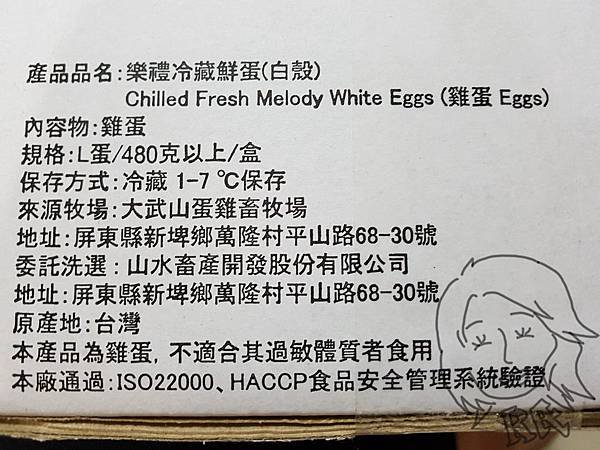 產品品名:樂禮冷藏鮮蛋(白殼)
Chilled Fresh Melody White Eggs (雞蛋 Eggs)
內容物:雞蛋
規格:L蛋/480克以上/盒
保存方式:冷藏 1-7 ℃保存
來源牧場:大武山蛋雞畜牧場
地址:屏東縣新埤鄉萬隆村平山路68-30號
委託洗選：山水畜產開發股份有限公司
地址:屏東縣新埤鄉萬隆村平山路68-30號
原產地:台灣
本產品為雞蛋, 不適合其過敏體質者食用
本廠通過:ISO22000、HACCP食品安全管理系統驗證